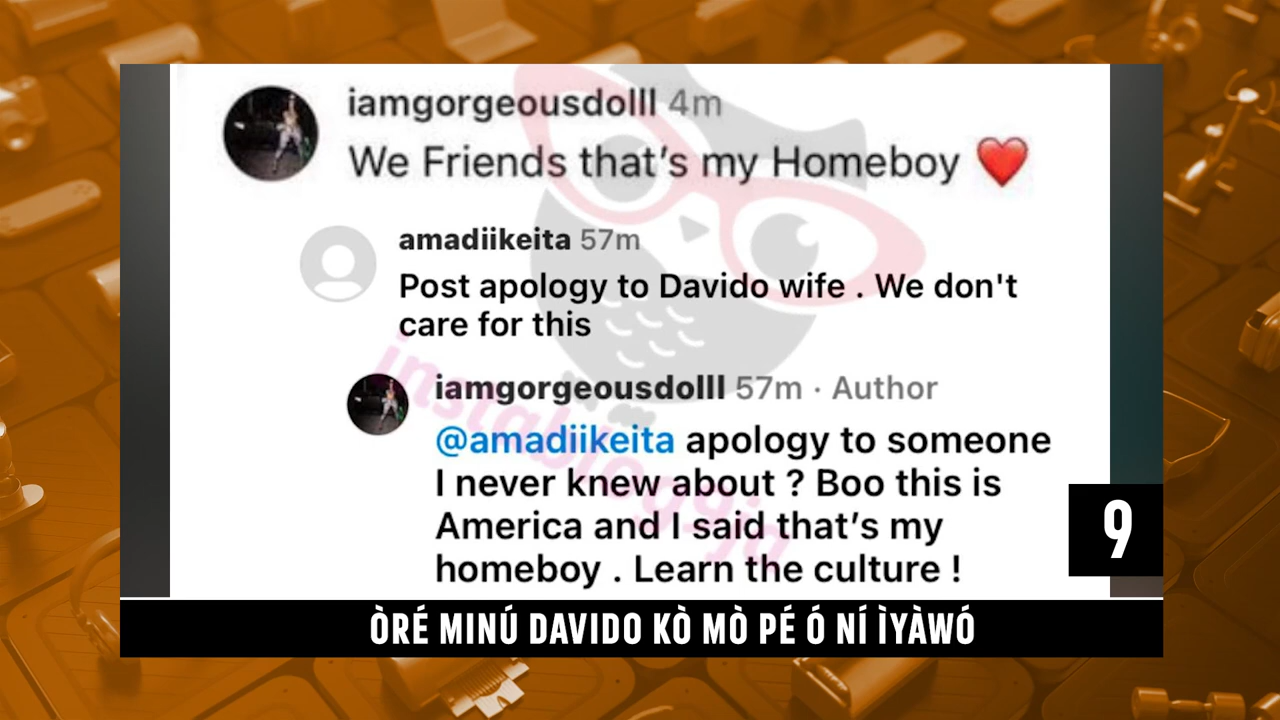 iamgorgeousdolll 4m
We Friends that's my Homeboy ❤️
amadiikeita 57m
Post apology to Davido wife . We don't
care for this
iamgorgeousdolll 57m · Author
@amadiikeita apology to someone
I never knew about ? Boo this is
America and I said that's my
homeboy . Learn the culture !
instablog9ja
9
ÒRÉ MINÚ DAVIDO KÒ MÒ PÉ Ó NÍ ÌYÀWÓ